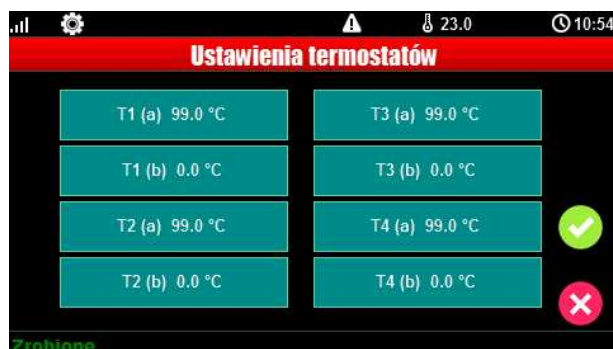 23.0 10:54
Ustawienia termostatów
T1 (a) 99.0 °C
T3 (a) 99.0 °C
T1 (b) 0.0 °C
T3 (b) 0.0 °C
T2 (a) 99.0 °C
T4 (a) 99.0 °C
T2 (b) 0.0 °C
T4 (b) 0.0 °C
Zrobione